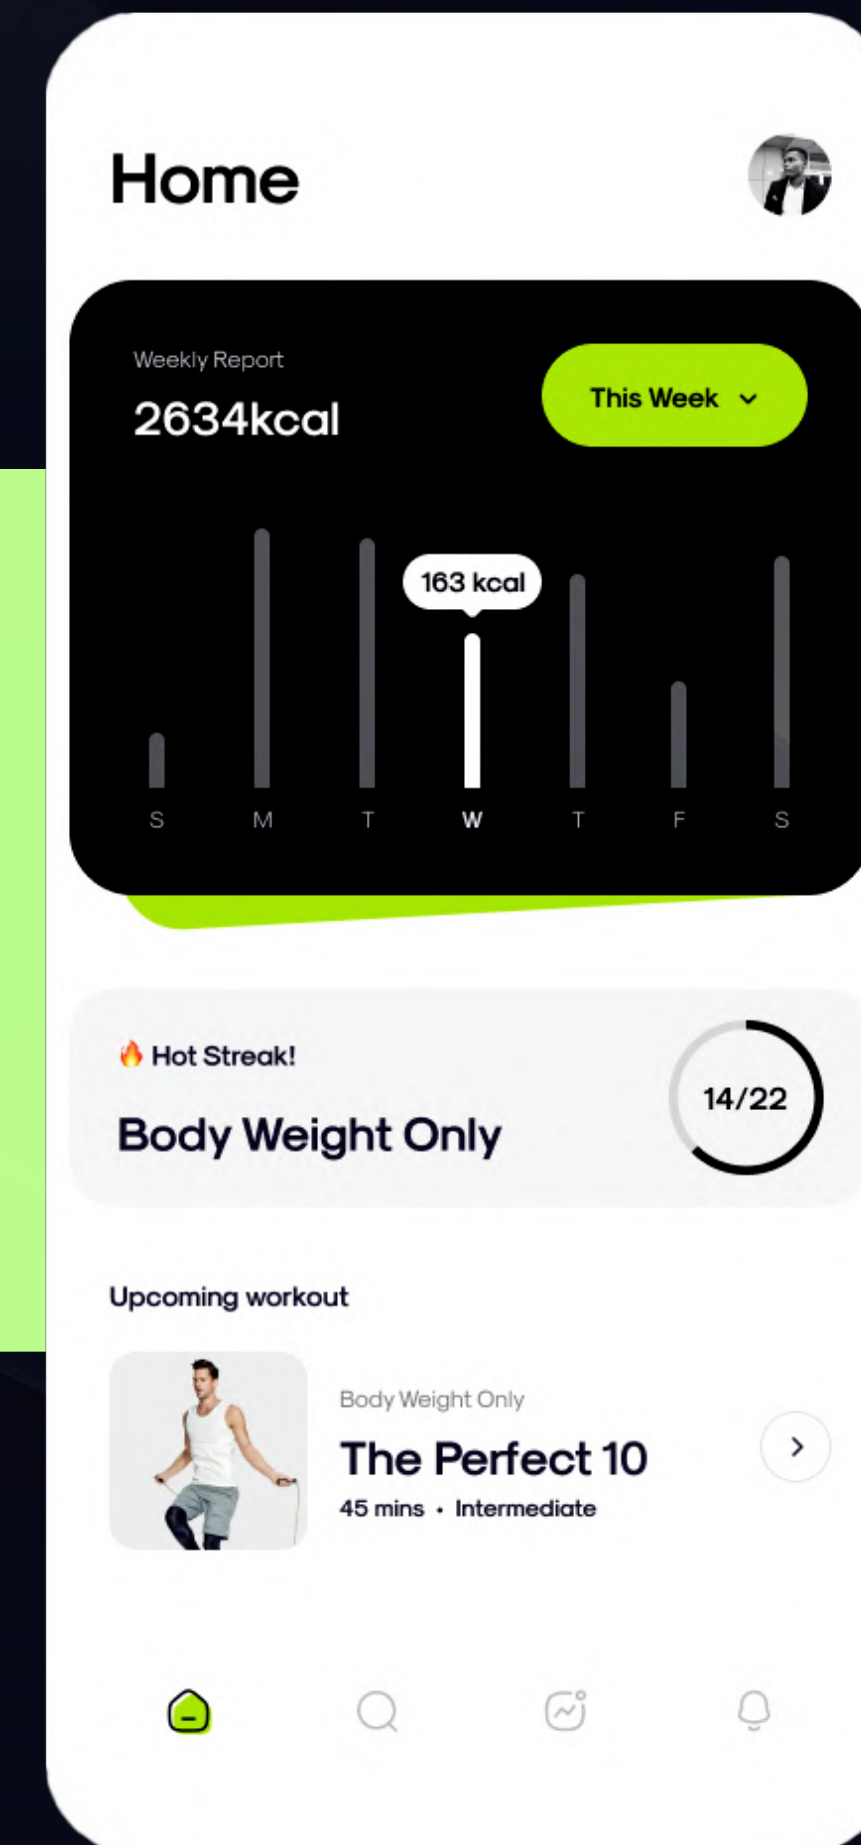 Home
Weekly Report
2634kcal
This Week
163 kcal
S M T W T F S
🔥 Hot Streak!
Body Weight Only
14/22
Upcoming workout
Body Weight Only
The Perfect 10
45 mins • Intermediate